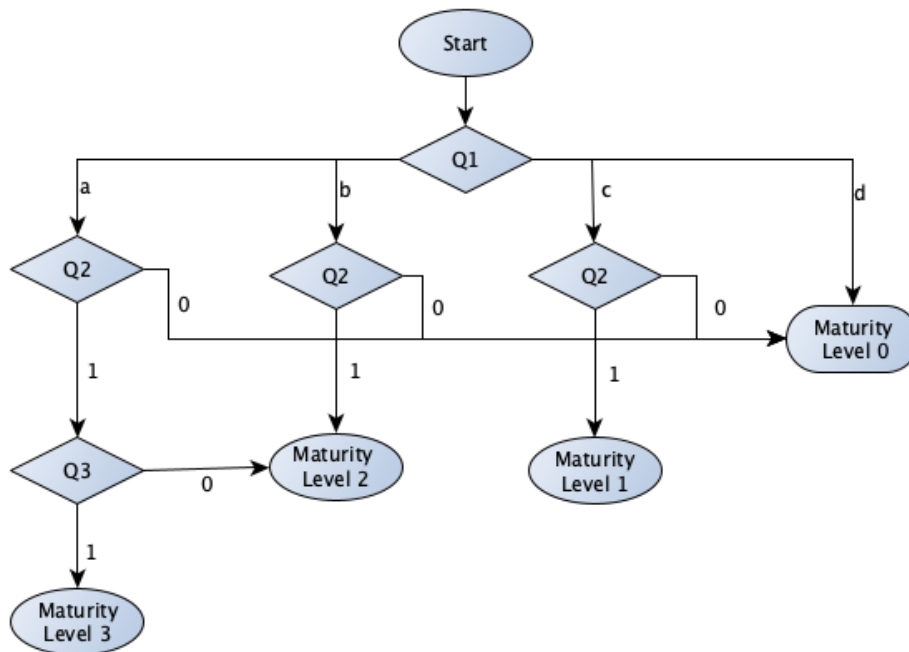 Start
Q1
a
b
c
d
Q2
Q2
Q2
0
0
0
Maturity
Level 0
1
1
1
Q3
0
Maturity
Level 2
Maturity
Level 1
1
Maturity
Level 3